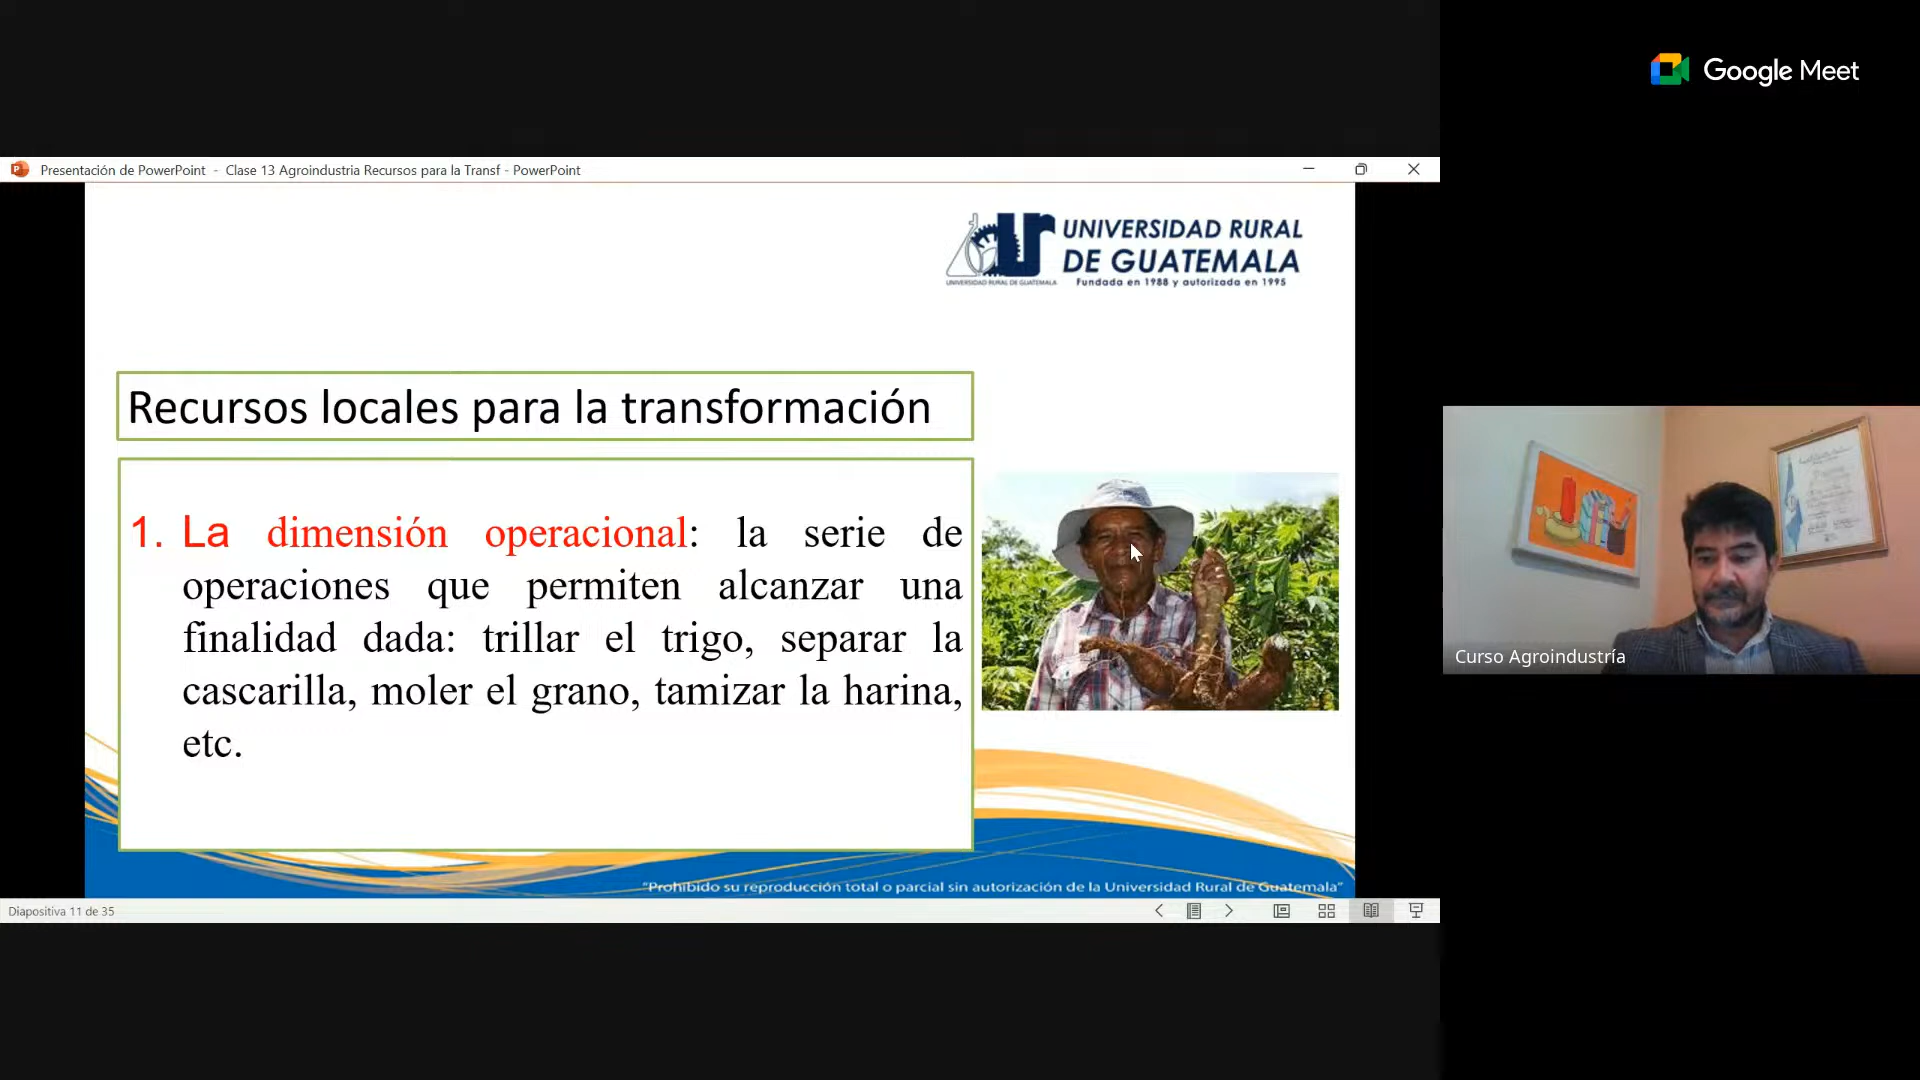 Google Meet
Presentación de PowerPoint - Clase 13 Agroindustria Recursos para la Transf - PowerPoint
UNIVERSIDAD RURAL
DE GUATEMALA
UNIVERSIDAD RURAL DE GUATEMALA
Fundada en 1988 y autorizada en 1995
Recursos locales para la transformación
1. La dimensión operacional: la serie de
operaciones que permiten alcanzar una
finalidad dada: trillar el trigo, separar la
cascarilla, moler el grano, tamizar la harina,
etc.
Curso Agroindustría
"Prohibido su reproducción total o parcial sin autorización de la Universidad Rural de Guatemala"
Diapositiva 11 de 35